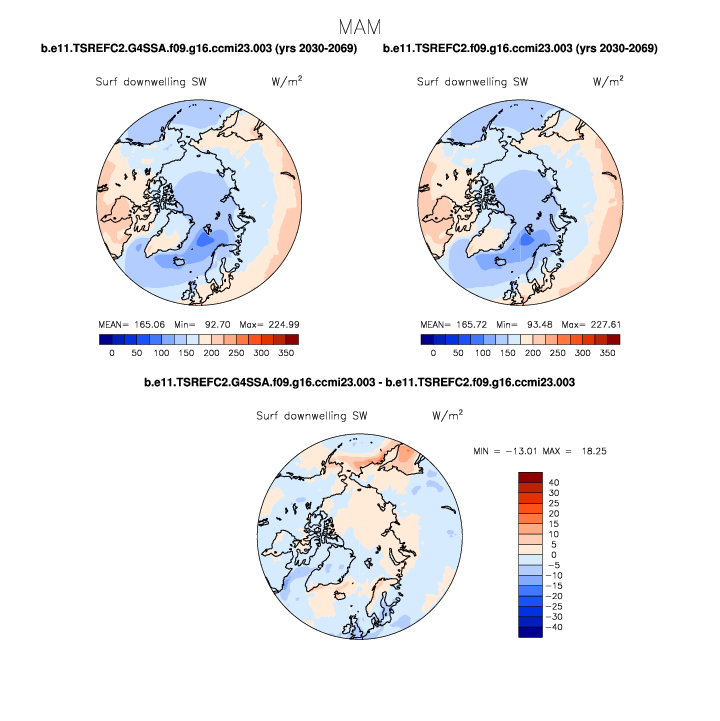 MAM
b.e11.TSREFC2.G4SSA.f09.g16.ccmi23.003 (yrs 2030-2069)
b.e11.TSREFC2.f09.g16.ccmi23.003 (yrs 2030-2069)
Surf downwelling SW W/m²
Surf downwelling SW W/m²
MEAN= 165.06 Min= 92.70 Max= 224.99
MEAN= 165.72 Min= 93.48 Max= 227.61
0 50 100 150 200 250 300 350
0 50 100 150 200 250 300 350
b.e11.TSREFC2.G4SSA.f09.g16.ccmi23.003 - b.e11.TSREFC2.f09.g16.ccmi23.003
Surf downwelling SW W/m²
MIN = -13.01 MAX = 18.25
40
30
25
20
15
10
5
0
-5
-10
-15
-20
-25
-30
-40